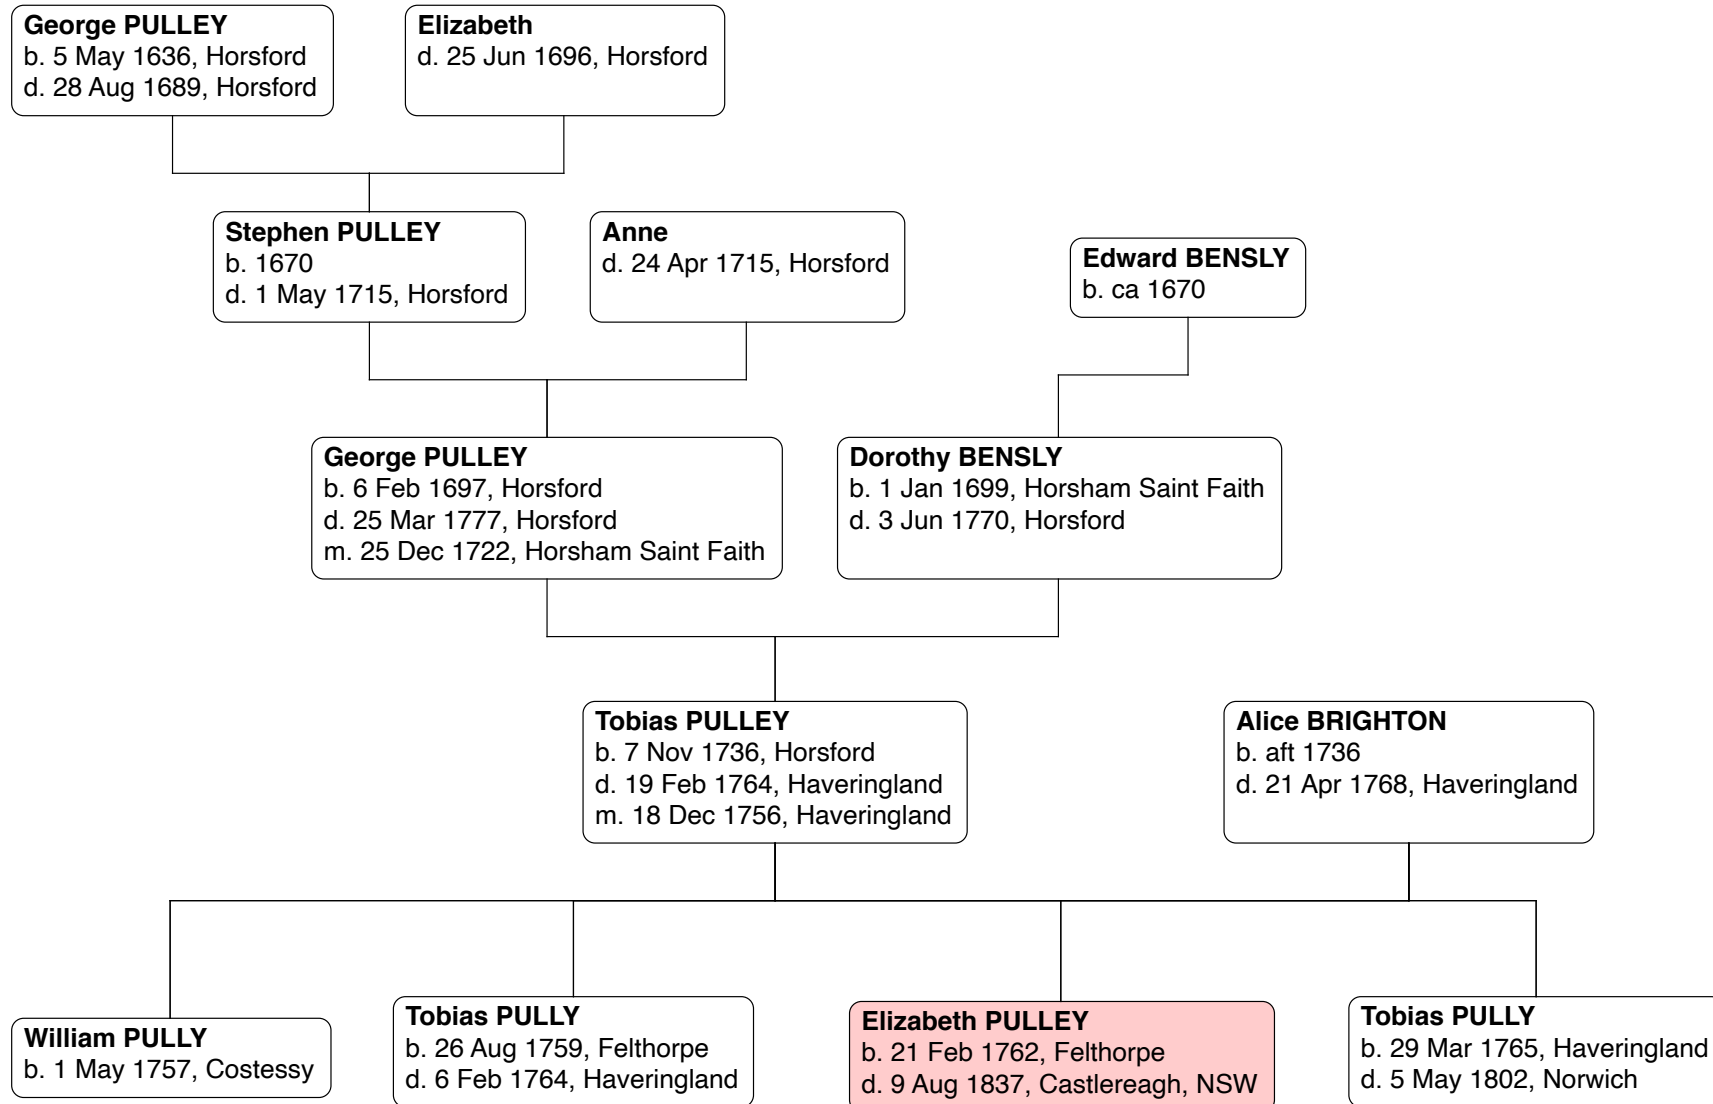 George PULLEY
b. 5 May 1636, Horsford
d. 28 Aug 1689, Horsford
Elizabeth
d. 25 Jun 1696, Horsford
Stephen PULLEY
b. 1670
d. 1 May 1715, Horsford
Anne
d. 24 Apr 1715, Horsford
Edward BENSLY
b. ca 1670
George PULLEY
b. 6 Feb 1697, Horsford
d. 25 Mar 1777, Horsford
m. 25 Dec 1722, Horsham Saint Faith
Dorothy BENSLY
b. 1 Jan 1699, Horsham Saint Faith
d. 3 Jun 1770, Horsford
Tobias PULLEY
b. 7 Nov 1736, Horsford
d. 19 Feb 1764, Haveringland
m. 18 Dec 1756, Haveringland
Alice BRIGHTON
b. aft 1736
d. 21 Apr 1768, Haveringland
William PULLY
b. 1 May 1757, Costessy
Tobias PULLY
b. 26 Aug 1759, Felthorpe
d. 6 Feb 1764, Haveringland
Elizabeth PULLEY
b. 21 Feb 1762, Felthorpe
d. 9 Aug 1837, Castlereagh, NSW
Tobias PULLY
b. 29 Mar 1765, Haveringland
d. 5 May 1802, Norwich